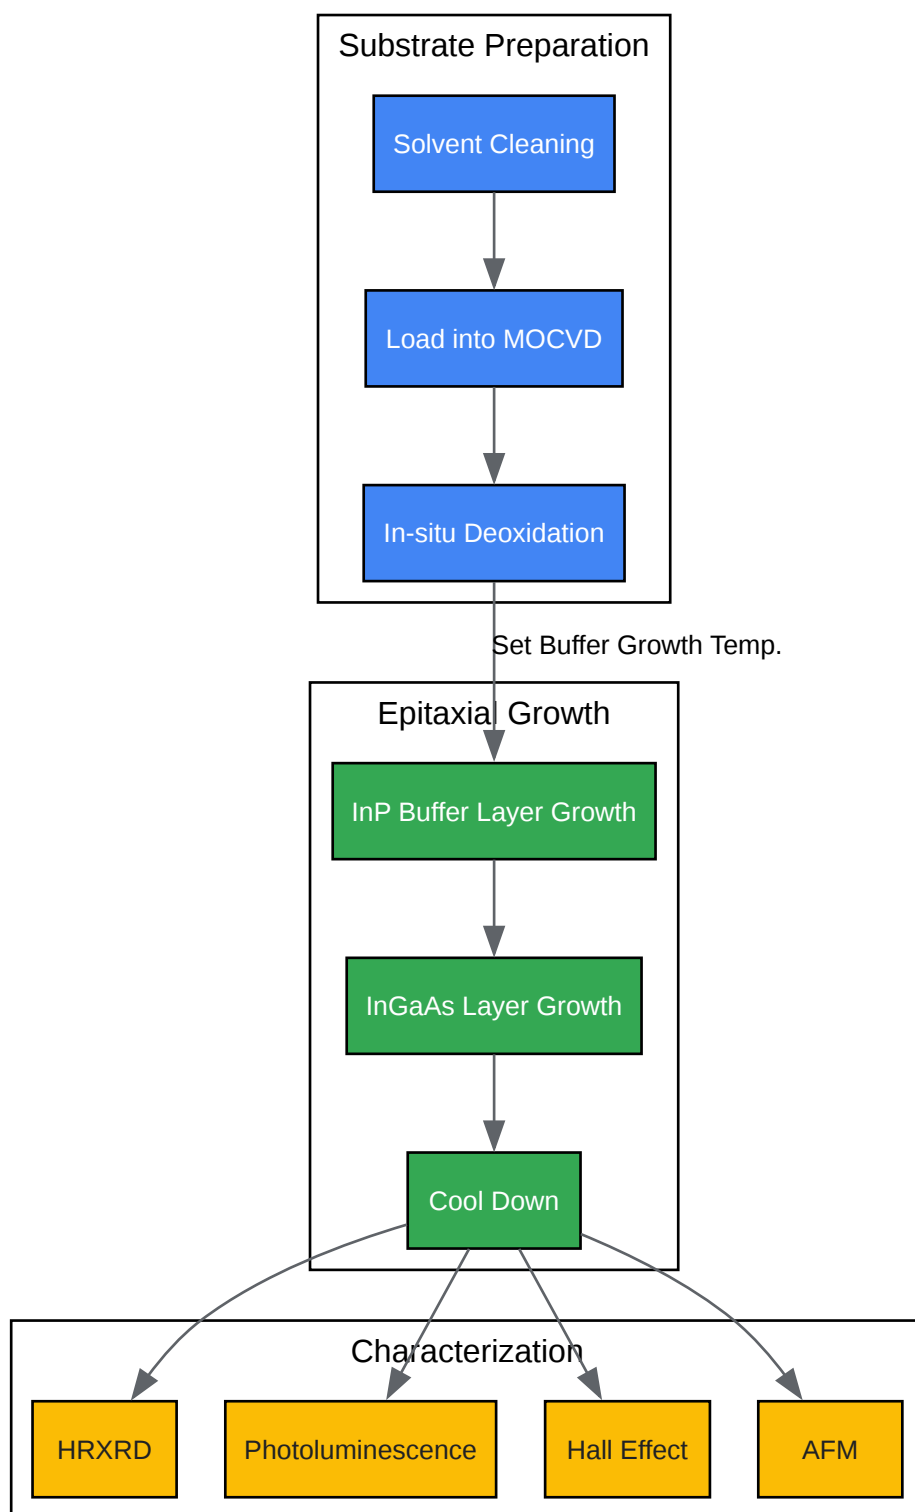 Substrate Preparation
Solvent Cleaning
Load into MOCVD
In-situ Deoxidation
Set Buffer Growth Temp.
Epitaxial Growth
InP Buffer Layer Growth
InGaAs Layer Growth
Cool Down
Characterization
HRXRD
Photoluminescence
Hall Effect
AFM